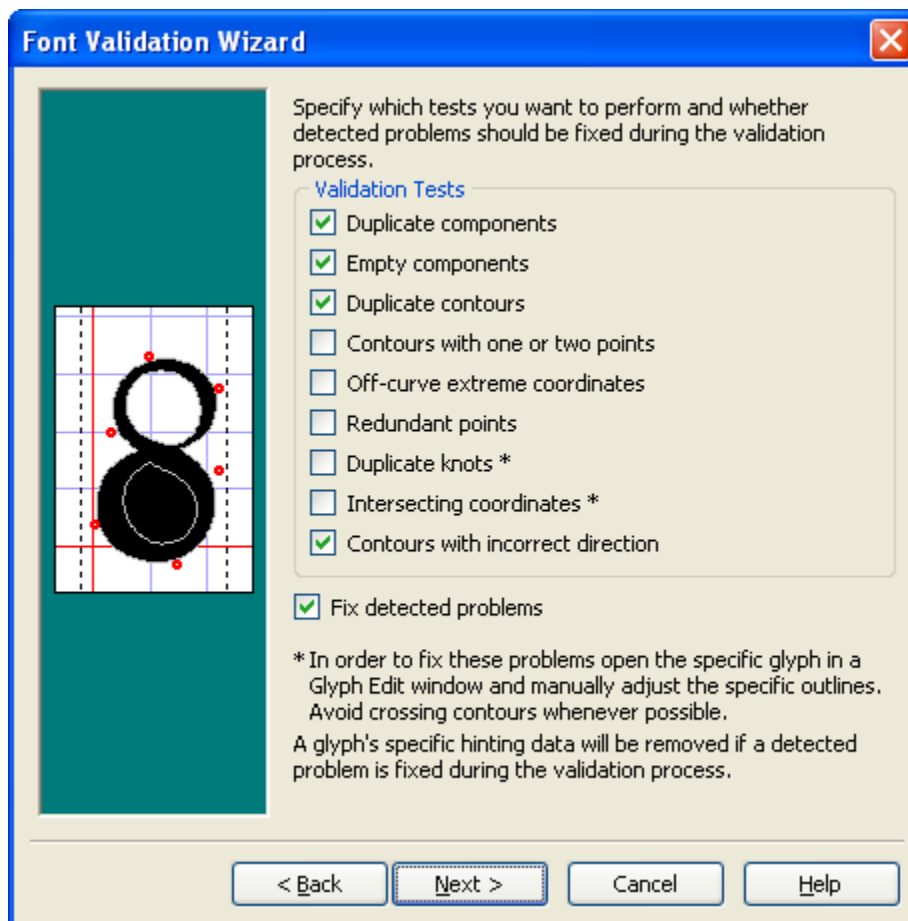 Font Validation Wizard
Specify which tests you want to perform and whether
detected problems should be fixed during the validation
process.
Validation Tests
Duplicate components
Empty components
Duplicate contours
Contours with one or two points
Off-curve extreme coordinates
Redundant points
Duplicate knots *
Intersecting coordinates *
Contours with incorrect direction
Fix detected problems
* In order to fix these problems open the specific glyph in a
Glyph Edit window and manually adjust the specific outlines.
Avoid crossing contours whenever possible.
A glyph's specific hinting data will be removed if a detected
problem is fixed during the validation process.
< Back Next > Cancel Help